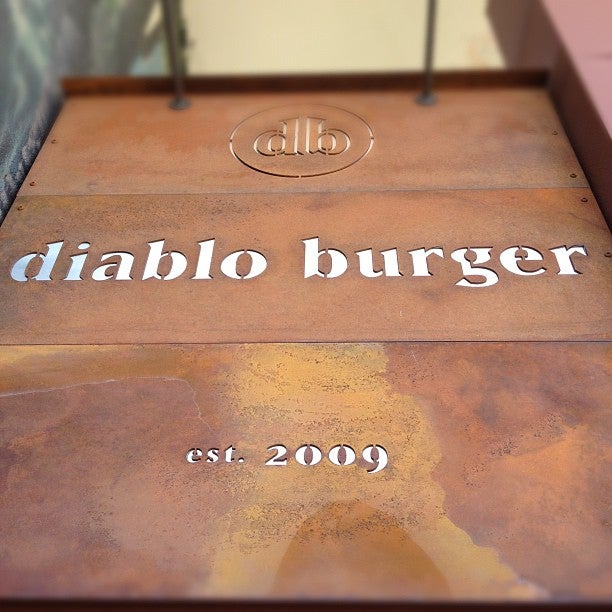 db
diablo burger
est. 2009